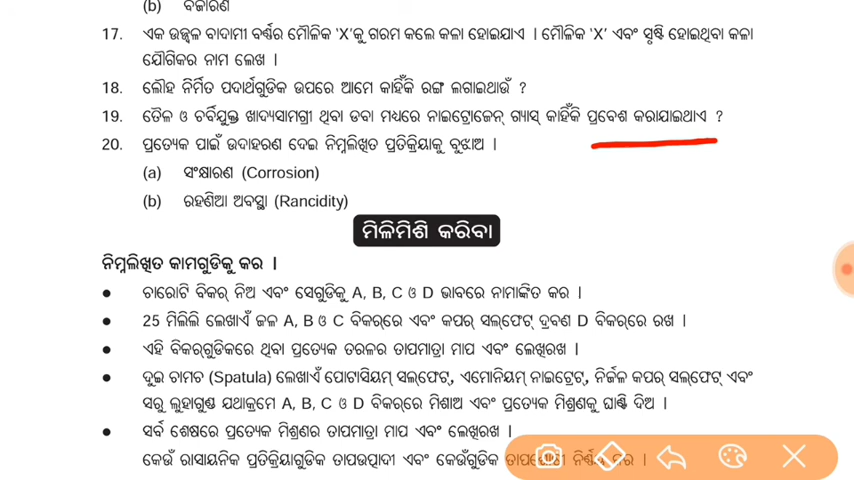 (b) ବିଜାରଣ
17. ଏକ ଉଜ୍ଜ୍ୱଳ ବାଦାମୀ ବର୍ଣ୍ଣର ମୌଳିକ ‘X’କୁ ଗରମ କଲେ କଳା ହୋଇଯାଏ । ମୌଳିକ ‘X’ ଏବଂ ସୃଷ୍ଟି ହୋଇଥିବା କଳା
ଯୌଗିକର ନାମ ଲେଖ ।
18. ଲୌହ ନିର୍ମିତ ପଦାର୍ଥଗୁଡିକ ଉପରେ ଆମେ କାହିଁକି ରଙ୍ଗ ଲଗାଇଥାଉଁ ?
19. ତୈଳ ଓ ଚର୍ବିଯୁକ୍ତ ଖାଦ୍ୟସାମଗ୍ରୀ ଥିବା ଡବା ମଧ୍ୟରେ ନାଇଟ୍ରୋଜେନ୍ ଗ୍ୟାସ୍ କାହିଁକି ପ୍ରବେଶ କରାଯାଇଥାଏ ?
20. ପ୍ରତ୍ୟେକ ପାଇଁ ଉଦାହରଣ ଦେଇ ନିମ୍ନଲିଖିତ ପ୍ରତିକ୍ରିୟାକୁ ବୁଝାଅ ।
(a) ସଂକ୍ଷାରଣ (Corrosion)
(b) ରହଣିଆ ଅବସ୍ଥା (Rancidity)
ମିଳିମିଶି କରିବା
ନିମ୍ନଲିଖିତ କାମଗୁଡିକୁ କର ।
• ଚାରୋଟି ବିକର୍ ନିଅ ଏବଂ ସେଗୁଡିକୁ A, B, C ଓ D ଭାବରେ ନାମାଙ୍କିତ କର ।
• 25 ମିଲିଲି ଲେଖାଏଁ ଜଳ A, B ଓ C ବିକର୍‌ରେ ଏବଂ କପର୍ ସଲ୍‌ଫେଟ୍ ଦ୍ରବଣ D ବିକର୍‌ରେ ରଖ ।
• ଏହି ବିକର୍‌ଗୁଡିକରେ ଥିବା ପ୍ରତ୍ୟେକ ତରଳର ତାପମାତ୍ରା ମାପ ଏବଂ ଲେଖିରଖ ।
• ଦୁଇ ଚାମଚ (Spatula) ଲେଖାଏଁ ପୋଟାସିୟମ୍ ସଲ୍‌ଫେଟ୍, ଏମୋନିୟମ୍ ନାଇଟ୍ରେଟ୍, ନିର୍ଜଳ କପର୍ ସଲ୍‌ଫେଟ୍ ଏବଂ
ସରୁ ଲୁହାଗୁଣ୍ଡ ଯଥାକ୍ରମେ A, B, C ଓ D ବିକର୍‌ରେ ମିଶାଅ ଏବଂ ପ୍ରତ୍ୟେକ ମିଶ୍ରଣକୁ ଘାଣ୍ଟି ଦିଅ ।
• ସର୍ବ ଶେଷରେ ପ୍ରତ୍ୟେକ ମିଶ୍ରଣର ତାପମାତ୍ରା ମାପ ଏବଂ ଲେଖିରଖ ।
କେଉଁ ରାସାୟନିକ ପ୍ରତିକ୍ରିୟାଗୁଡିକ ତାପଉତ୍ପାଦୀ ଏବଂ କେଉଁଗୁଡିକ